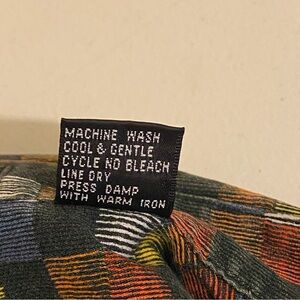 MACHINE WASH
COOL & GENTLE
CYCLE NO BLEACH
LINE DRY
PRESS DAMP
WITH WARM IRON